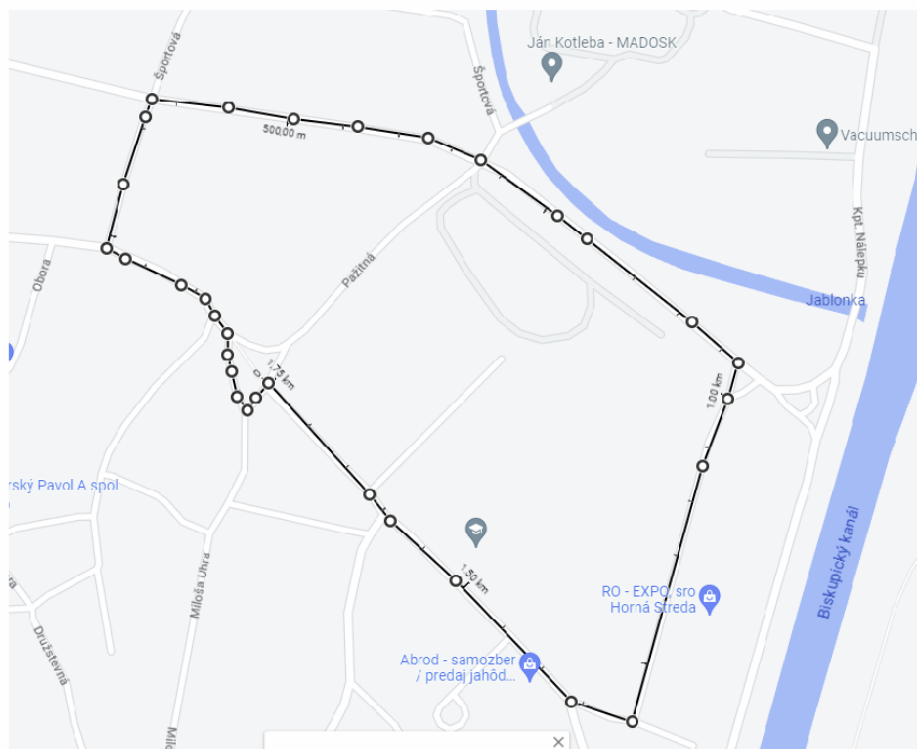 Športová
Ján Kotleba - MADOSK
Športová
500,00 m
Vacuumsch
Kpt. Nálepku
Pažitná
Obora
Jablonka
1,75 km
1,00 km
rský Pavol A spol
1,50 km
Biskupický kanál
RO - EXPO, sro
Horná Streda
Miloša Uhra
Družstevná
Abrod - samozber
/ predaj jahôd...